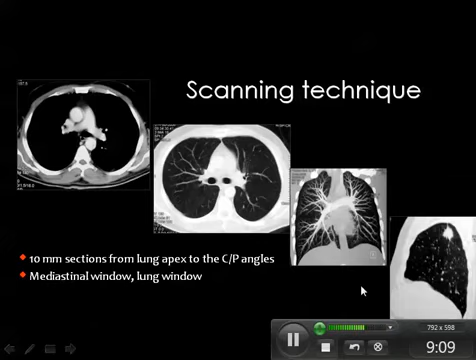 Scanning technique
10 mm sections from lung apex to the C/P angles
Mediastinal window, lung window
792 x 598
9:09